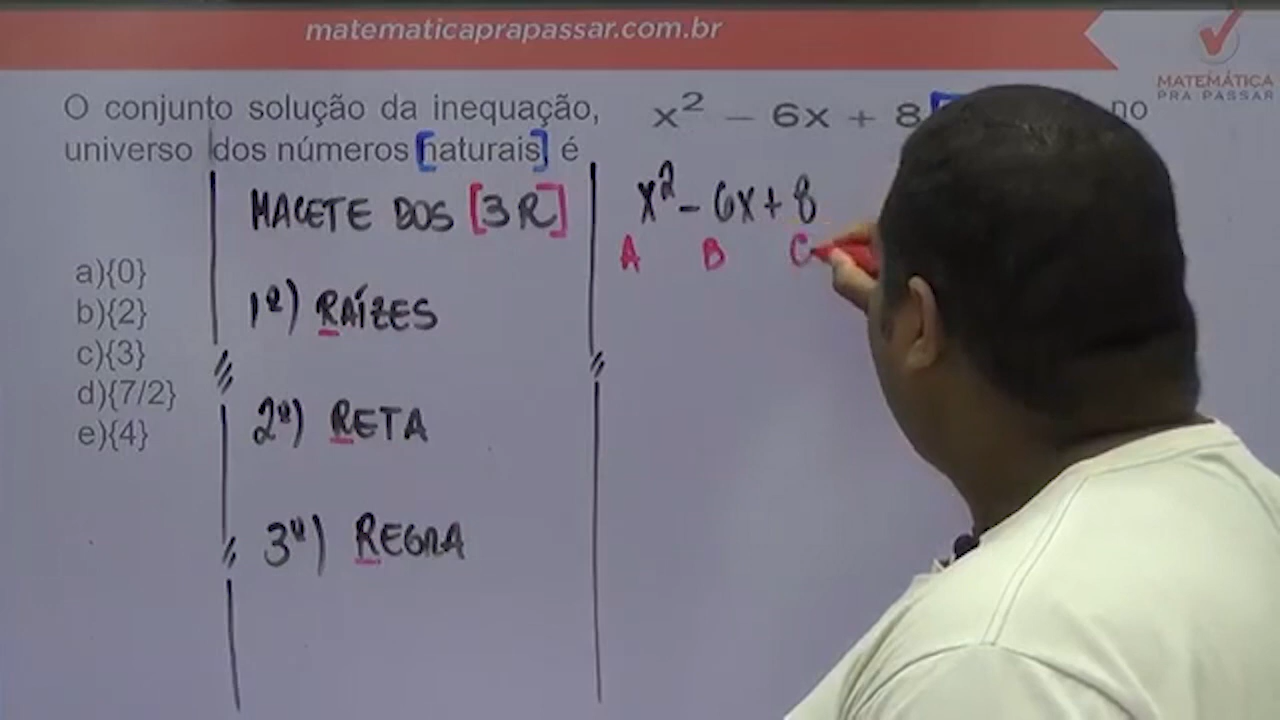 matematicaprapassar.com.br
MATEMÁTICA
PRA PASSAR
O conjunto solução da inequação, x² - 6x + 8 no
universo dos números [naturais] é
MACETE DOS [3R]
x² - 6x + 8
A B C
a){0}
b){2}
c){3}
d){7/2}
e){4}
1º) RAÍZES
2º) RETA
3º) REGRA